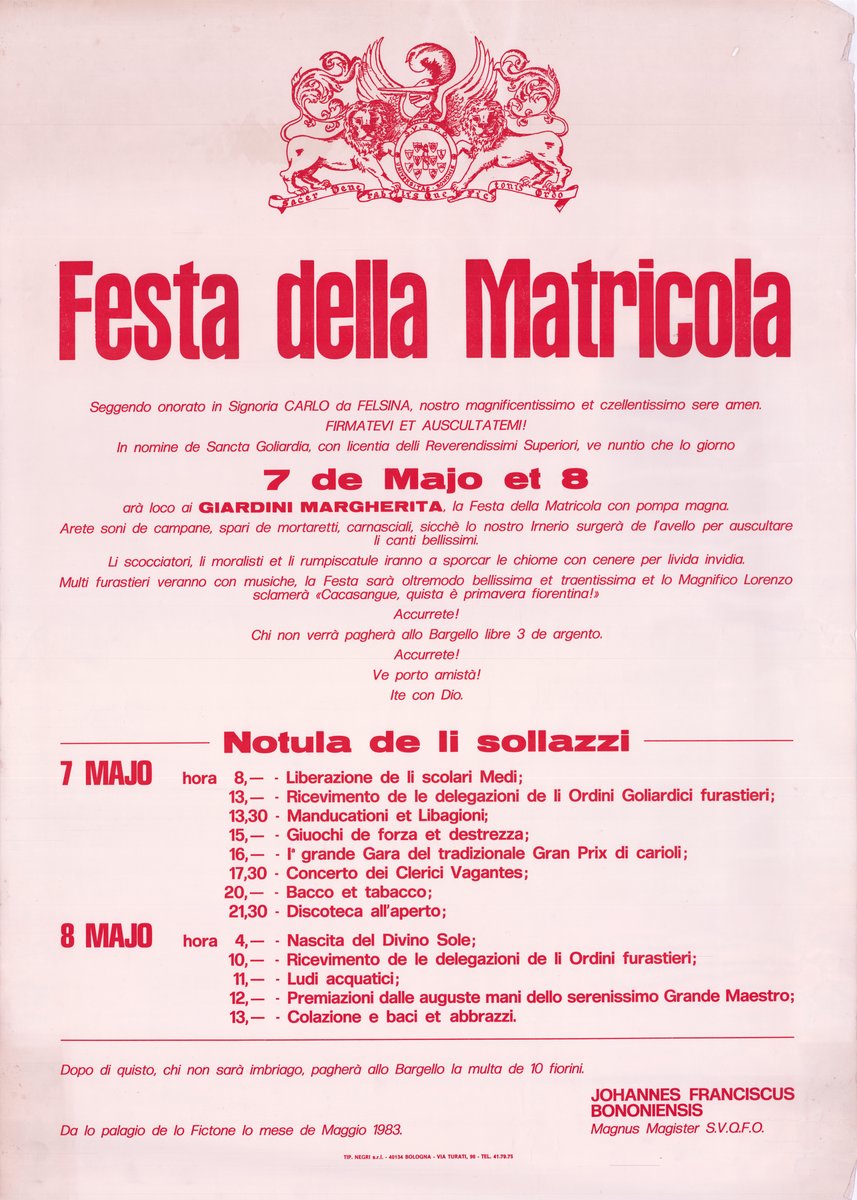 Sacer Venerabilis Que Fictonis Ordo
Festa della Matricola
Seggendo onorato in Signoria CARLO da FELSINA, nostro magnificentissimo et czellentissimo sere amen.
FIRMATEVI ET AUSCULTATEMI!
In nomine de Sancta Goliardia, con licentia delli Reverendissimi Superiori, ve nuntio che lo giorno
7 de Majo et 8
arà loco ai GIARDINI MARGHERITA, la Festa della Matricola con pompa magna.
Arete soni de campane, spari de mortaretti, carnasciali, sicchè lo nostro Irnerio surgerà de l'avello per auscultare
li canti bellissimi.
Li scocciatori, li moralisti et li rumpiscatule iranno a sporcar le chiome con cenere per livida invidia.
Multi furastieri veranno con musiche, la Festa sarà oltremodo bellissima et traentissima et lo Magnifico Lorenzo
sclamerà «Cacasangue, quista è primavera fiorentina!»
Accurrete!
Chi non verrà pagherà allo Bargello libre 3 de argento.
Accurrete!
Ve porto amistà!
Ite con Dio.
Notula de li sollazzi
7 MAJO hora 8,— - Liberazione de li scolari Medi;
13,— - Ricevimento de le delegazioni de li Ordini Goliardici furastieri;
13,30 - Manducationi et Libagioni;
15,— - Giuochi de forza et destrezza;
16,— - Iª grande Gara del tradizionale Gran Prix di carioli;
17,30 - Concerto dei Clerici Vagantes;
20,— - Bacco et tabacco;
21,30 - Discoteca all'aperto;
8 MAJO hora 4,— - Nascita del Divino Sole;
10,— - Ricevimento de le delegazioni de li Ordini furastieri;
11,— - Ludi acquatici;
12,— - Premiazioni dalle auguste mani dello serenissimo Grande Maestro;
13,— - Colazione e baci et abbrazzi.
Dopo di quisto, chi non sarà imbriago, pagherà allo Bargello la multa de 10 fiorini.
JOHANNES FRANCISCUS
BONONIENSIS
Magnus Magister S.V.Q.F.O.
Da lo palagio de lo Fictone lo mese de Maggio 1983.
TIP. NEGRI s.r.l. - 40134 BOLOGNA - VIA TURATI, 98 - TEL. 41.79.75